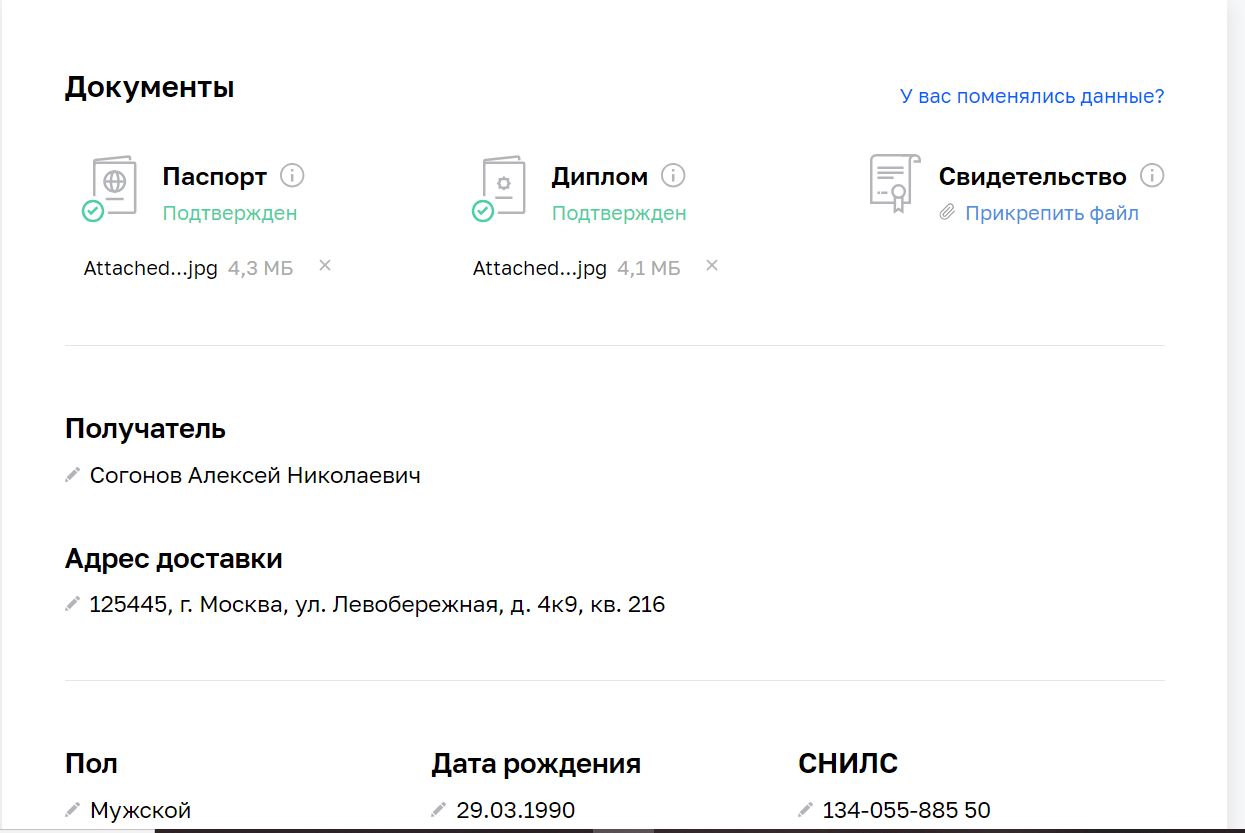 Документы
У вас поменялись данные?
Паспорт
Подтвержден
Attached...jpg 4,3 МБ
Диплом
Подтвержден
Attached...jpg 4,1 МБ
Свидетельство
Прикрепить файл
Получатель
Согонов Алексей Николаевич
Адрес доставки
125445, г. Москва, ул. Левобережная, д. 4к9, кв. 216
Пол
Мужской
Дата рождения
29.03.1990
СНИЛС
134-055-885 50